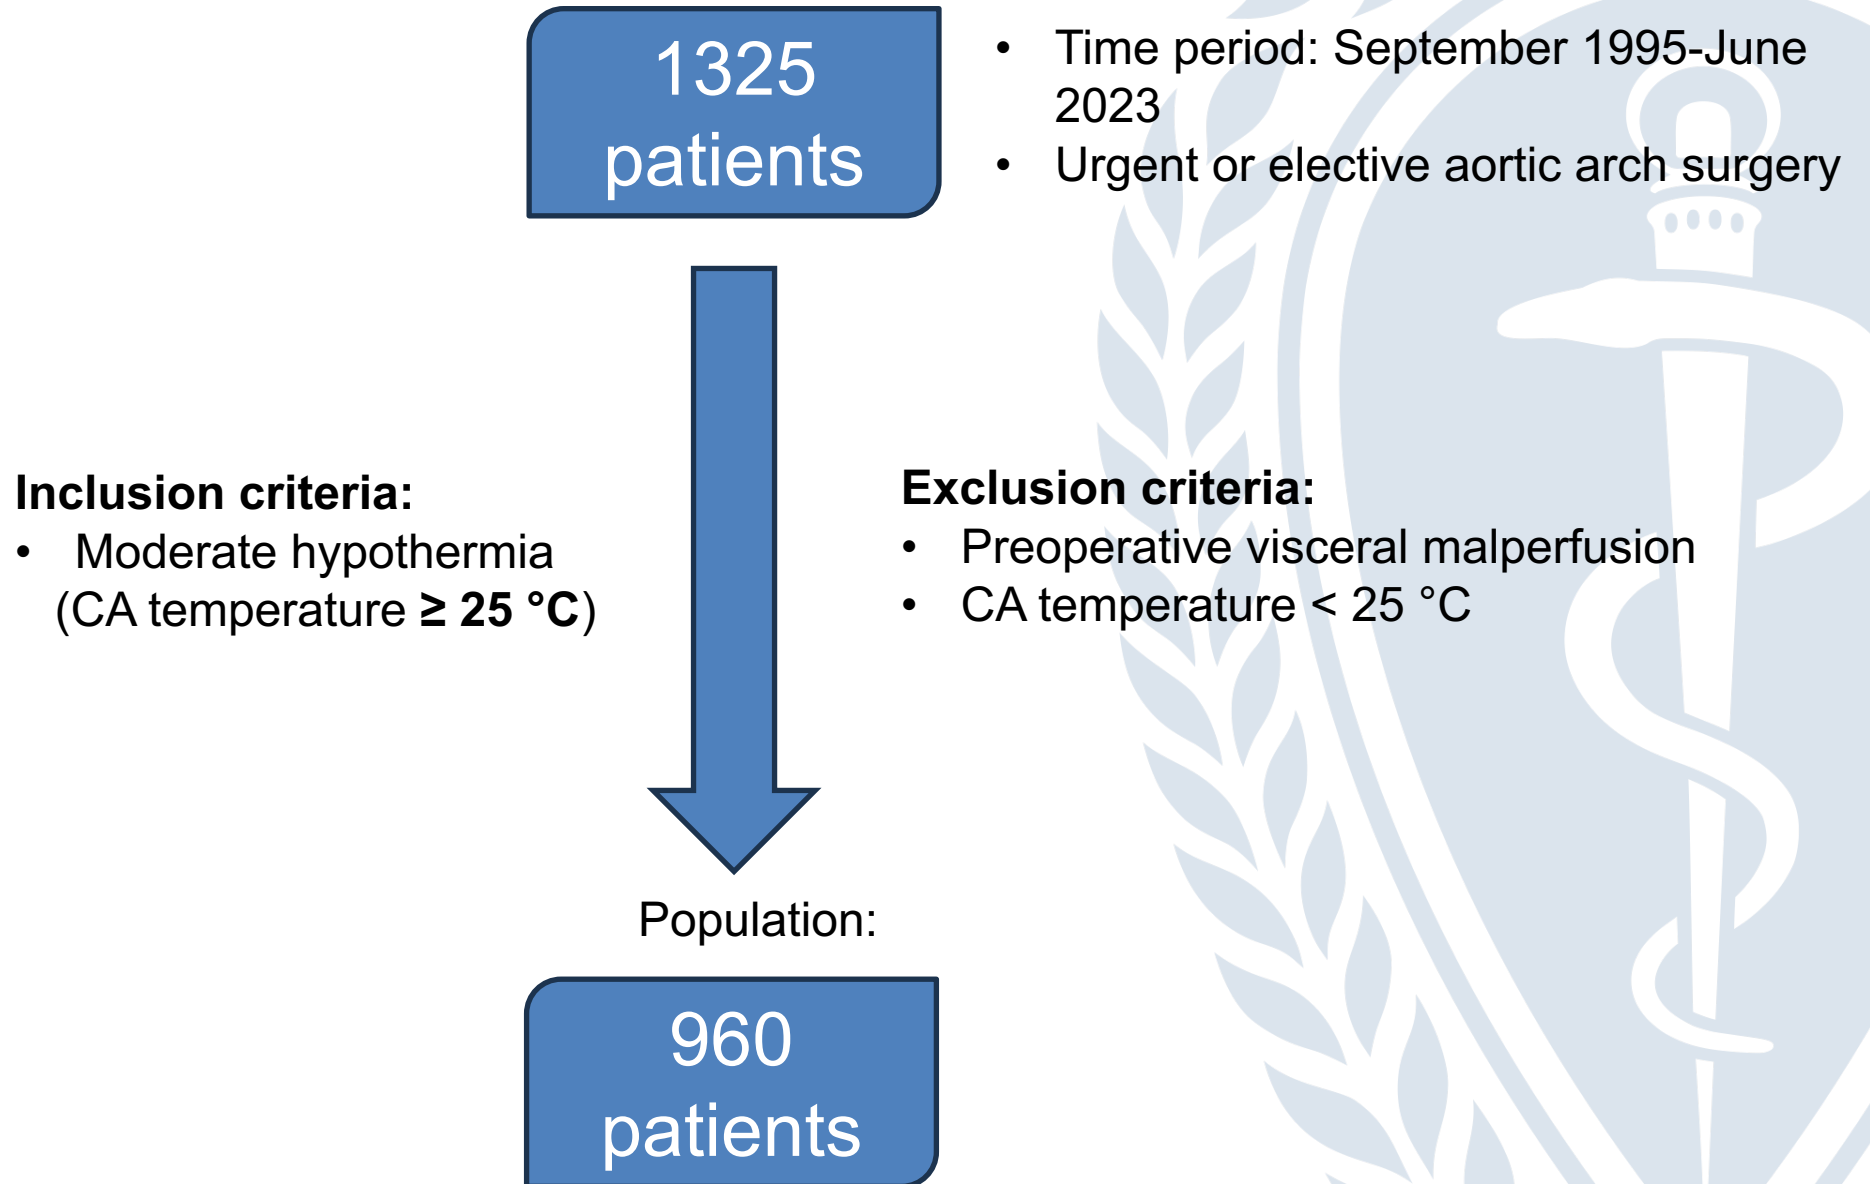 1325
patients
• Time period: September 1995-June
2023
• Urgent or elective aortic arch surgery
Inclusion criteria:
• Moderate hypothermia
(CA temperature ≥ 25 °C)
Exclusion criteria:
• Preoperative visceral malperfusion
• CA temperature < 25 °C
Population:
960
patients